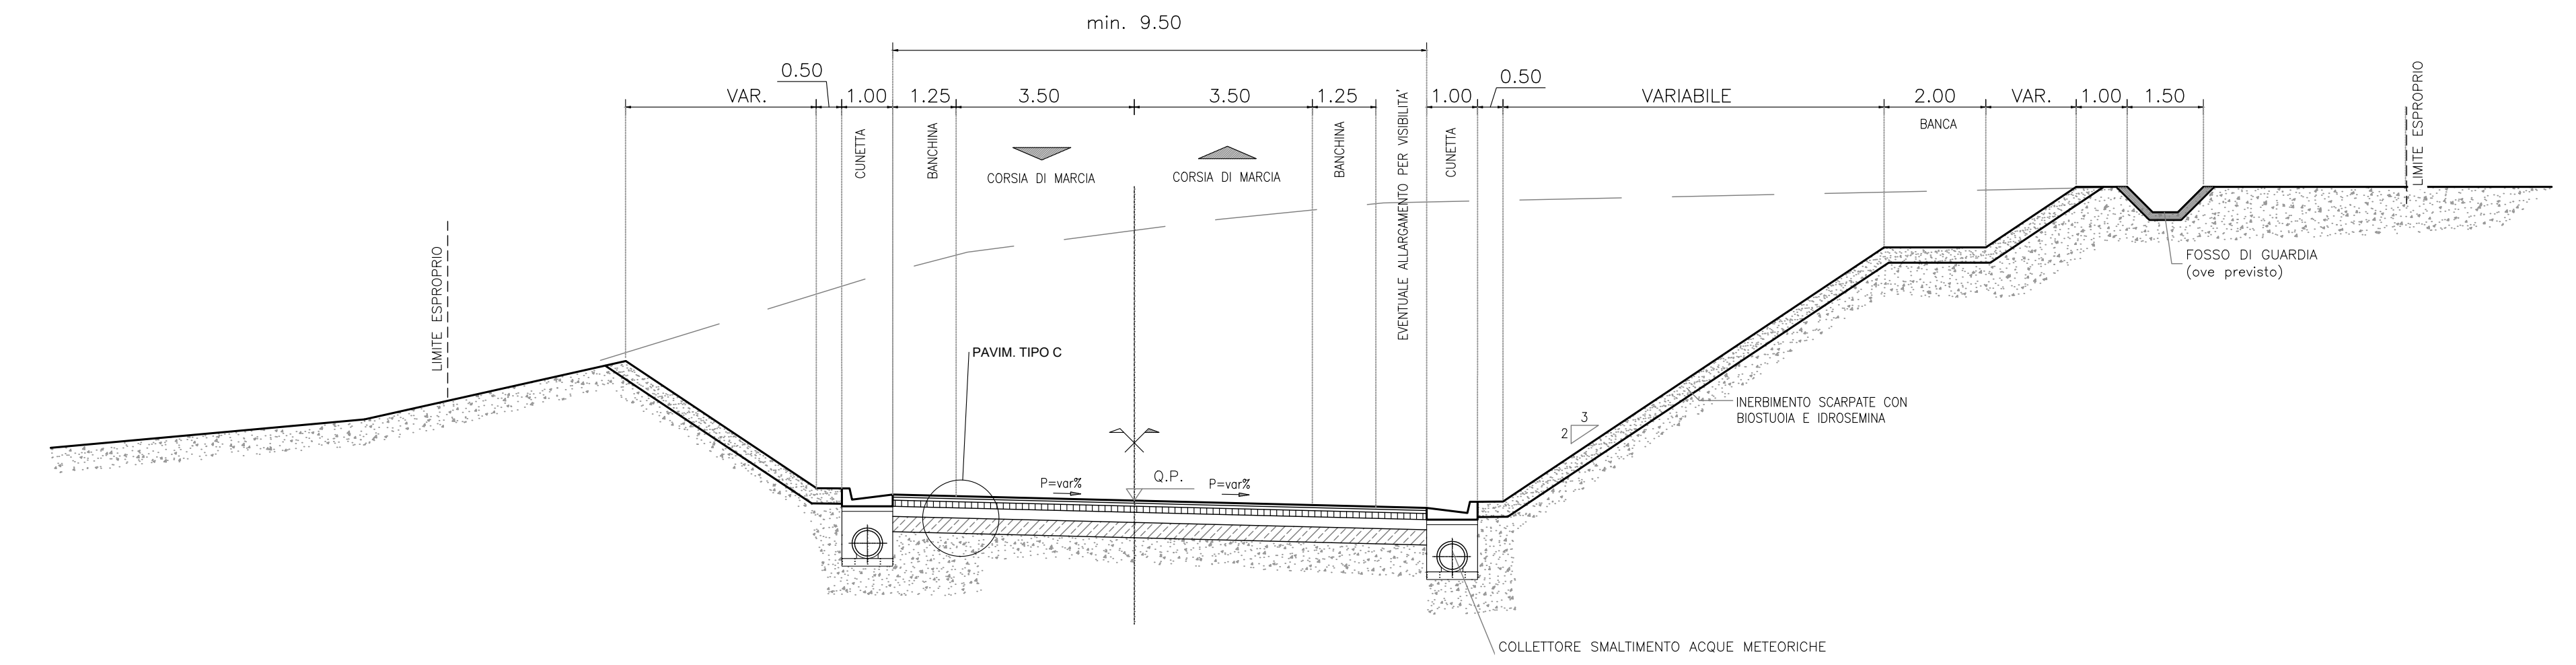 min. 9.50
0.50
0.50
VAR.
1.00
1.25
3.50
3.50
1.25
1.00
VARIABILE
2.00
VAR.
1.00
1.50
BANCA
CUNETTA
BANCHINA
CORSIA DI MARCIA
CORSIA DI MARCIA
BANCHINA
EVENTUALE ALLARGAMENTO PER VISIBILITA'
CUNETTA
LIMITE ESPROPRIO
LIMITE ESPROPRIO
FOSSO DI GUARDIA
(ove previsto)
PAVIM. TIPO C
INERBIMENTO SCARPATE CON
BIOSTUOIA E IDROSEMINA
3
2
P=var%
Q.P.
P=var%
COLLETTORE SMALTIMENTO ACQUE METEORICHE